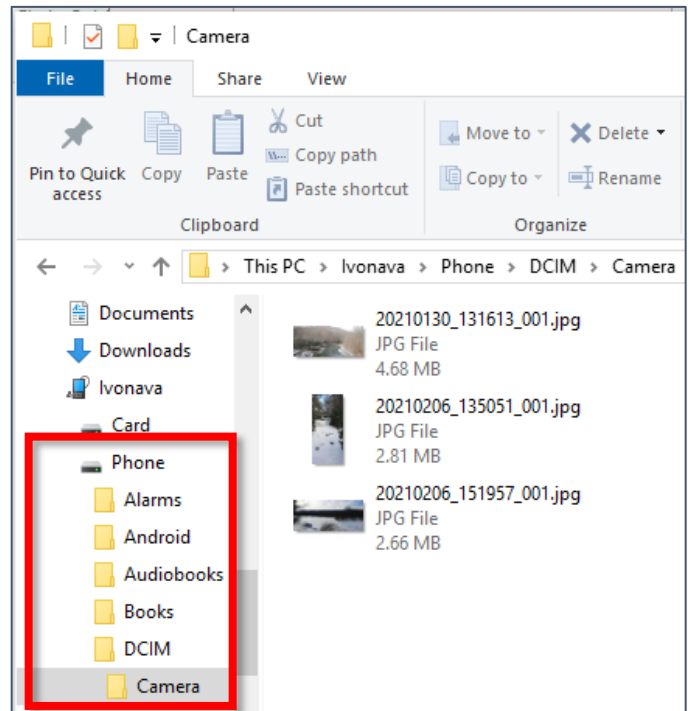 Camera
File Home Share View
Pin to Quick access
Copy
Paste
Cut
Copy path
Paste shortcut
Clipboard
Move to
Copy to
Delete
Rename
Organize
This PC > Ivonava > Phone > DCIM > Camera
Documents
Downloads
Ivonava
Card
Phone
Alarms
Android
Audiobooks
Books
DCIM
Camera
20210130_131613_001.jpg
JPG File
4.68 MB
20210206_135051_001.jpg
JPG File
2.81 MB
20210206_151957_001.jpg
JPG File
2.66 MB